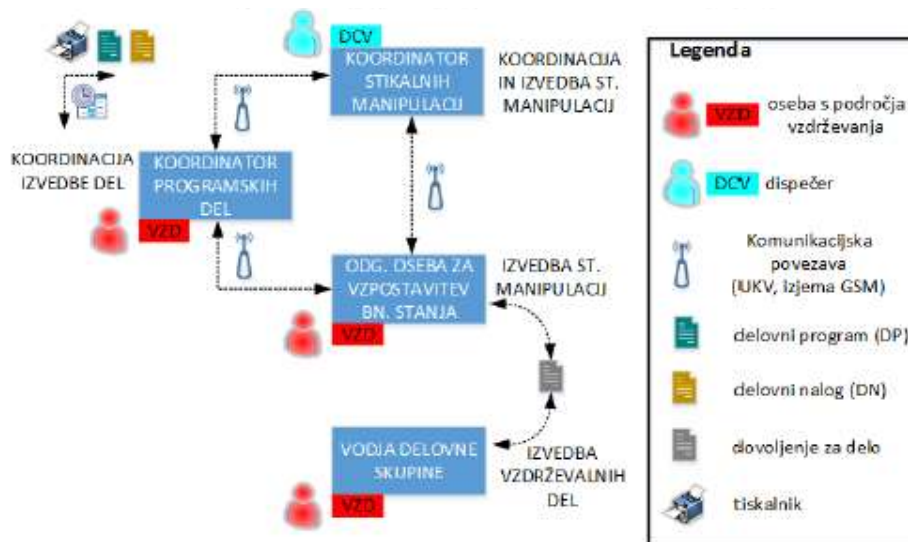 DCV
KOORDINATOR
STIKALNIH
MANIPULACIJ
KOORDINACIJA
IN IZVEDBA ST.
MANIPULACIJ
KOORDINACIJA
IZVEDBE DEL
KOORDINATOR
PROGRAMSKIH
DEL
VZD
ODG. OSEBA ZA
VZPOSTAVITEV
BN. STANJA
VZD
IZVEDBA ST.
MANIPULACIJ
VODJA DELOVNE
SKUPINE
VZD
IZVEDBA
VZDRŽEVALNIH
DEL
Legenda
VZD
oseba s področja
vzdrževanja
DCV
dispečer
Komunikacijska
povezava
(UKV, izjema GSM)
delovni program (DP)
delovni nalog (DN)
dovoljenje za delo
tiskalnik